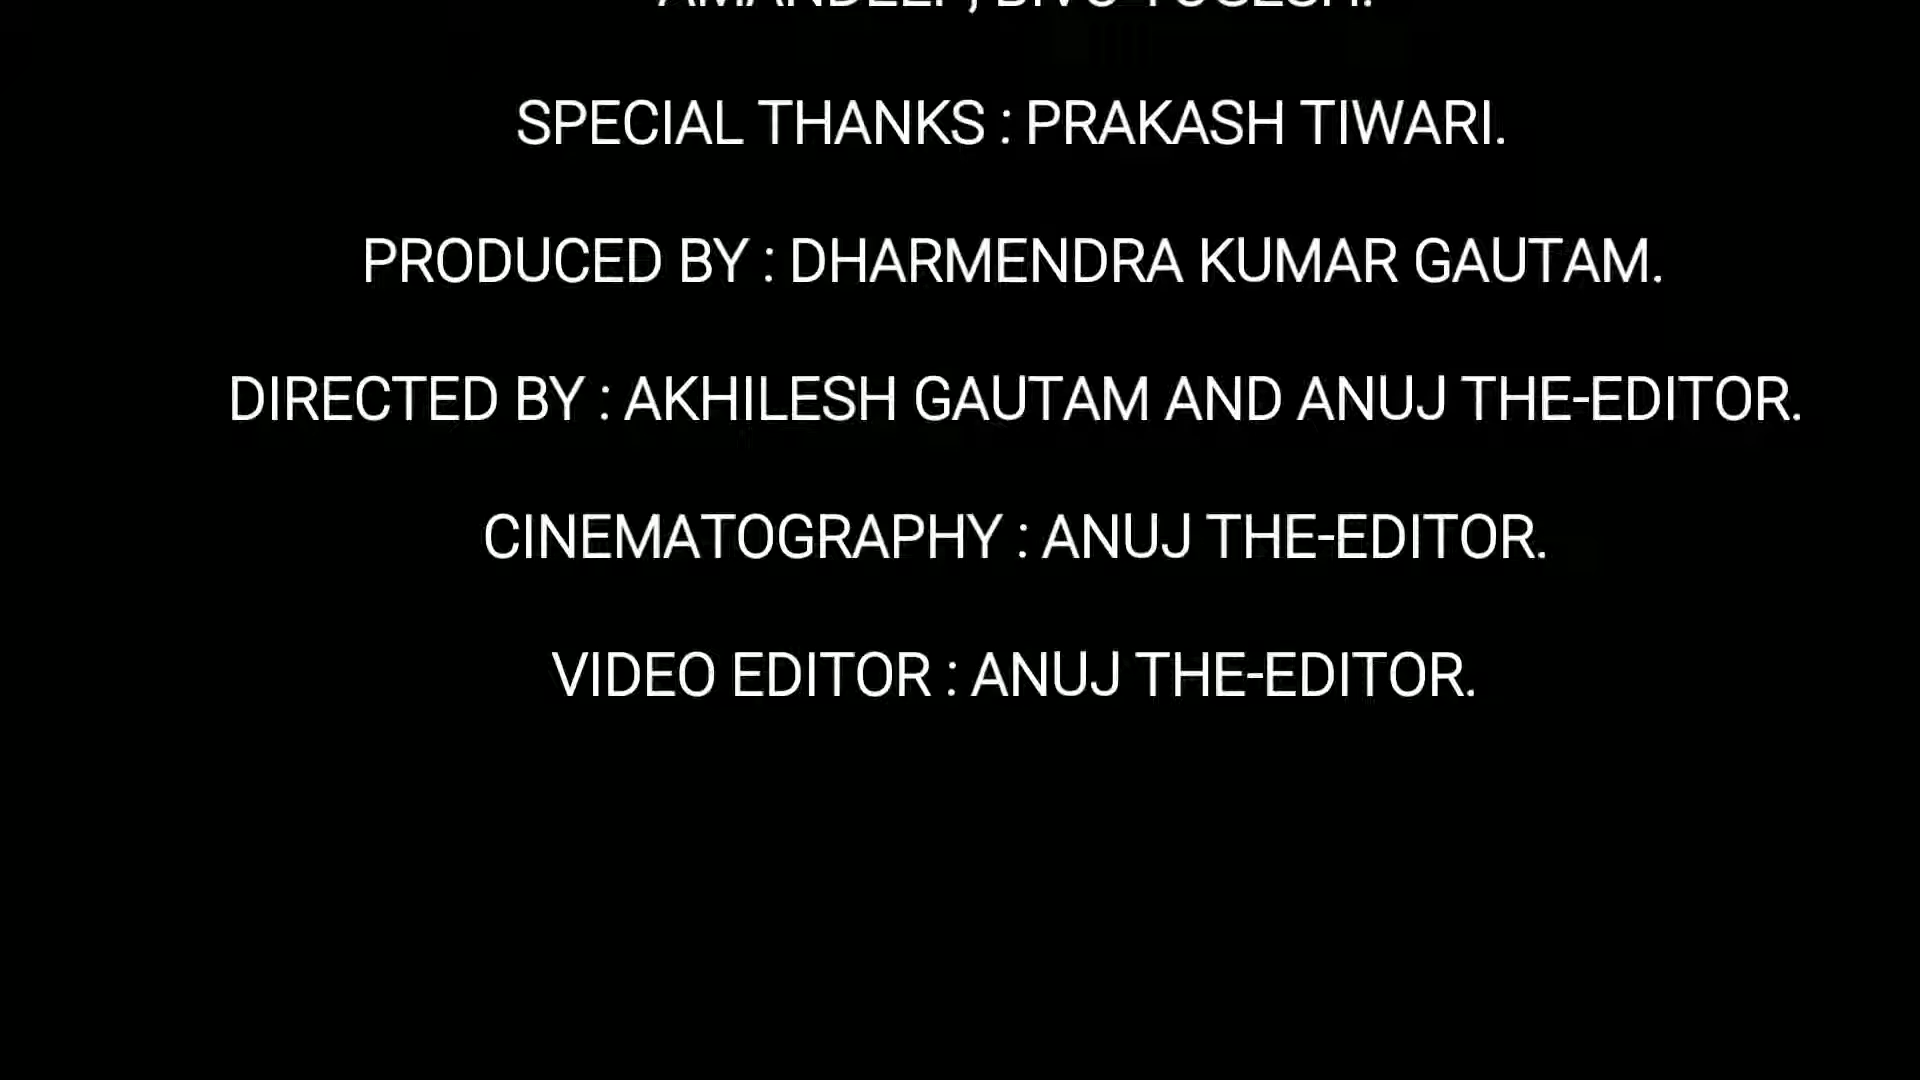 SPECIAL THANKS : PRAKASH TIWARI.
PRODUCED BY : DHARMENDRA KUMAR GAUTAM.
DIRECTED BY : AKHILESH GAUTAM AND ANUJ THE-EDITOR.
CINEMATOGRAPHY : ANUJ THE-EDITOR.
VIDEO EDITOR : ANUJ THE-EDITOR.